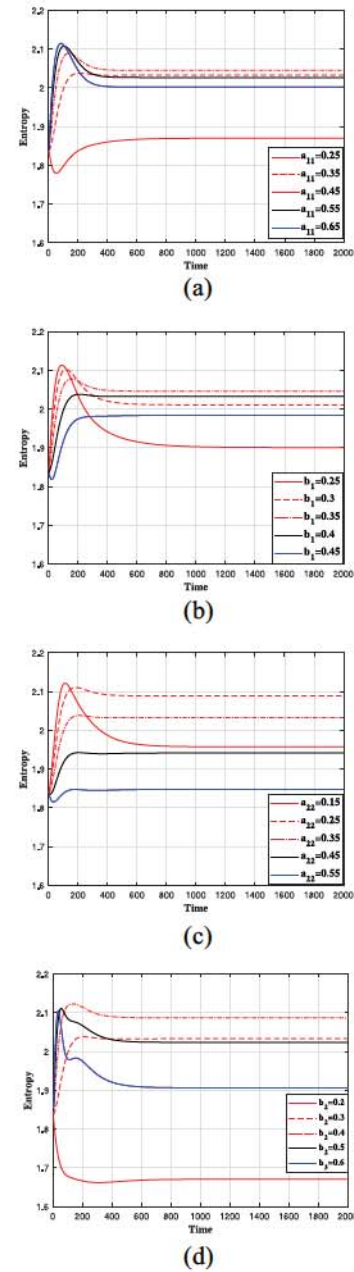 2.2
2.1
2
1.9
1.8
1.7
1.6
Entropy
0 200 400 600 800 1000 1200 1400 1600 1800 2000
Time
a11=0.25
a11=0.35
a11=0.45
a11=0.55
a11=0.65
(a)
2.2
2.1
2
1.9
1.8
1.7
1.6
Entropy
0 200 400 600 800 1000 1200 1400 1600 1800 2000
Time
b1=0.25
b1=0.3
b1=0.35
b1=0.4
b1=0.45
(b)
2.2
2.1
2
1.9
1.8
1.7
1.6
Entropy
0 200 400 600 800 1000 1200 1400 1600 1800 2000
Time
a22=0.15
a22=0.25
a22=0.35
a22=0.45
a22=0.55
(c)
2.2
2.1
2
1.9
1.8
1.7
1.6
Entropy
0 200 400 600 800 1000 1200 1400 1600 1800 2000
Time
b2=0.2
b2=0.3
b2=0.4
b2=0.5
b2=0.6
(d)